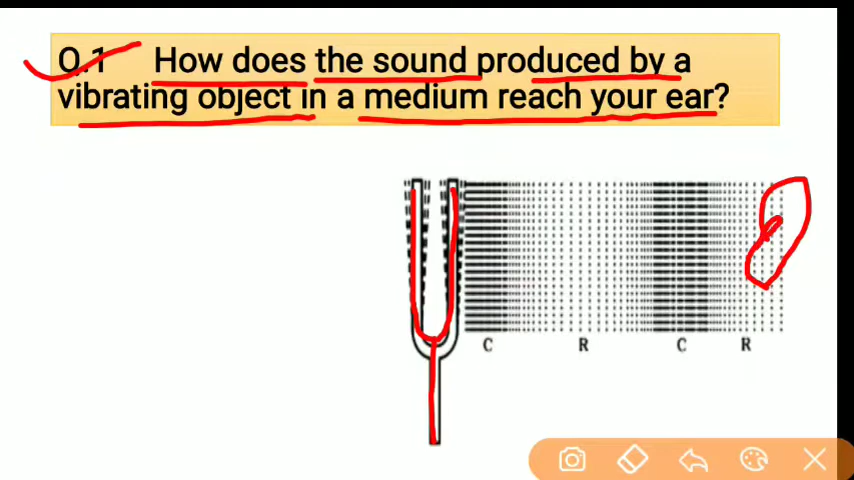 Q.1 How does the sound produced by a
vibrating object in a medium reach your ear?
C R C R